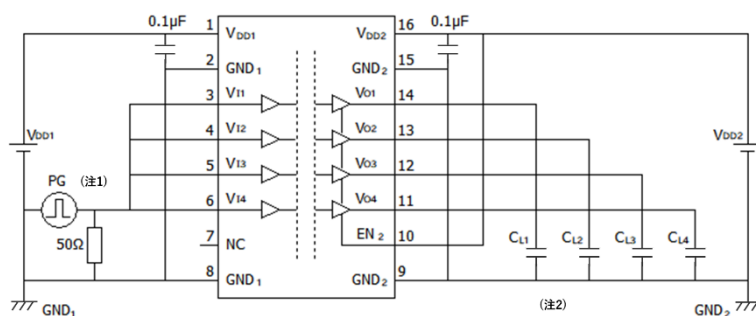 0.1µF 1 VDD1 VDD2 16 0.1µF
2 GND1 GND2 15
3 VI1 VO1 14
4 VI2 VO2 13
VDD1 VDD2
5 VI3 VO3 12
PG (注1)
6 VI4 VO4 11
50Ω 7 NC EN2 10 CL1 CL2 CL3 CL4
8 GND1 GND2 9
GND1 (注2) GND2